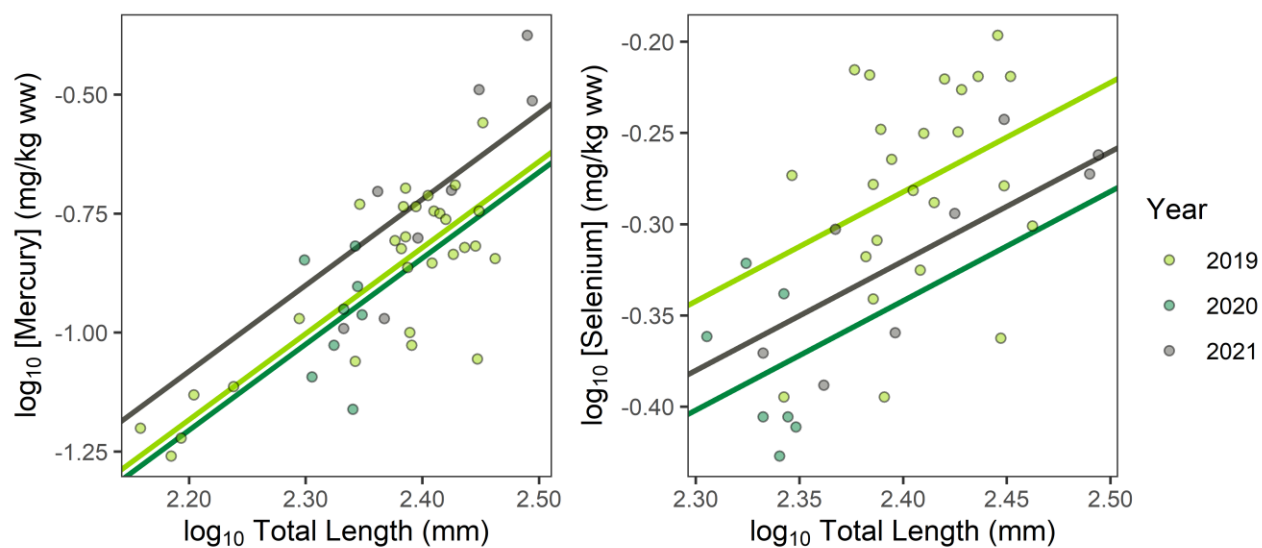 log₁₀ [Mercury] (mg/kg ww)
-0.50
-0.75
-1.00
-1.25
2.20 2.30 2.40 2.50
log₁₀ Total Length (mm)
log₁₀ [Selenium] (mg/kg ww)
-0.20
-0.25
-0.30
-0.35
-0.40
2.30 2.35 2.40 2.45 2.50
log₁₀ Total Length (mm)
Year
2019
2020
2021